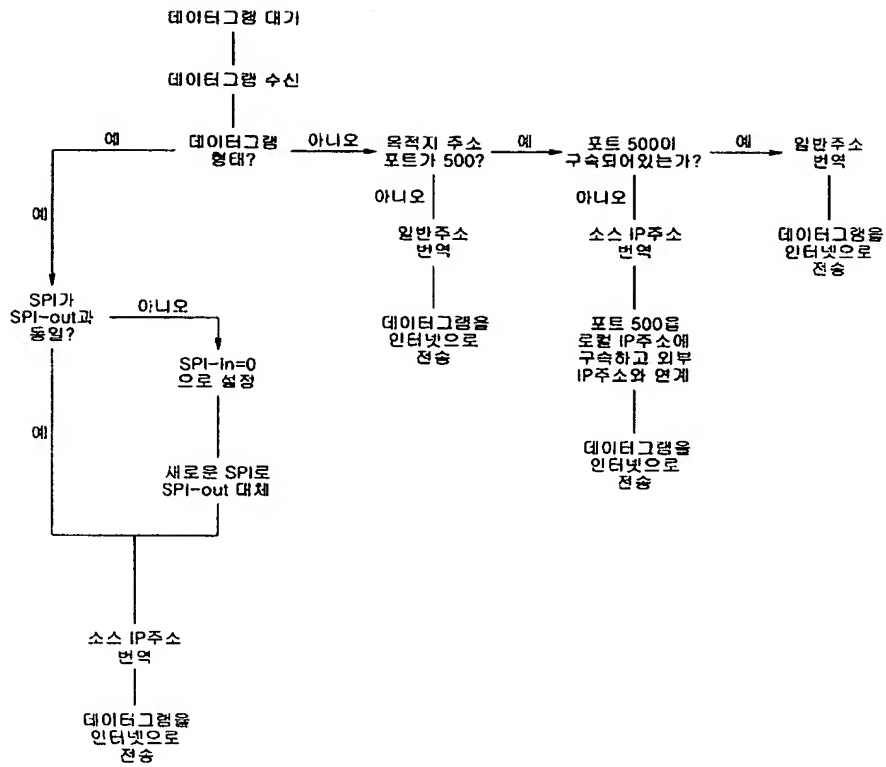 데이터그램 대기
데이터그램 수신
예
데이터그램
형태?
아니오
목적지 주소
포트가 500?
예
포트 500이
구속되어있는가?
예
일반주소
번역
예
아니오
일반주소
번역
데이터그램을
인터넷으로
전송
아니오
소스 IP주소
번역
포트 500을
로컬 IP주소에
구속하고 외부
IP주소와 연계
데이터그램을
인터넷으로
전송
데이터그램을
인터넷으로
전송
SPI가
SPI-out과
동일?
아니오
SPI-in=0
으로 설정
예
새로운 SPI로
SPI-out 대체
소스 IP주소
번역
데이터그램을
인터넷으로
전송